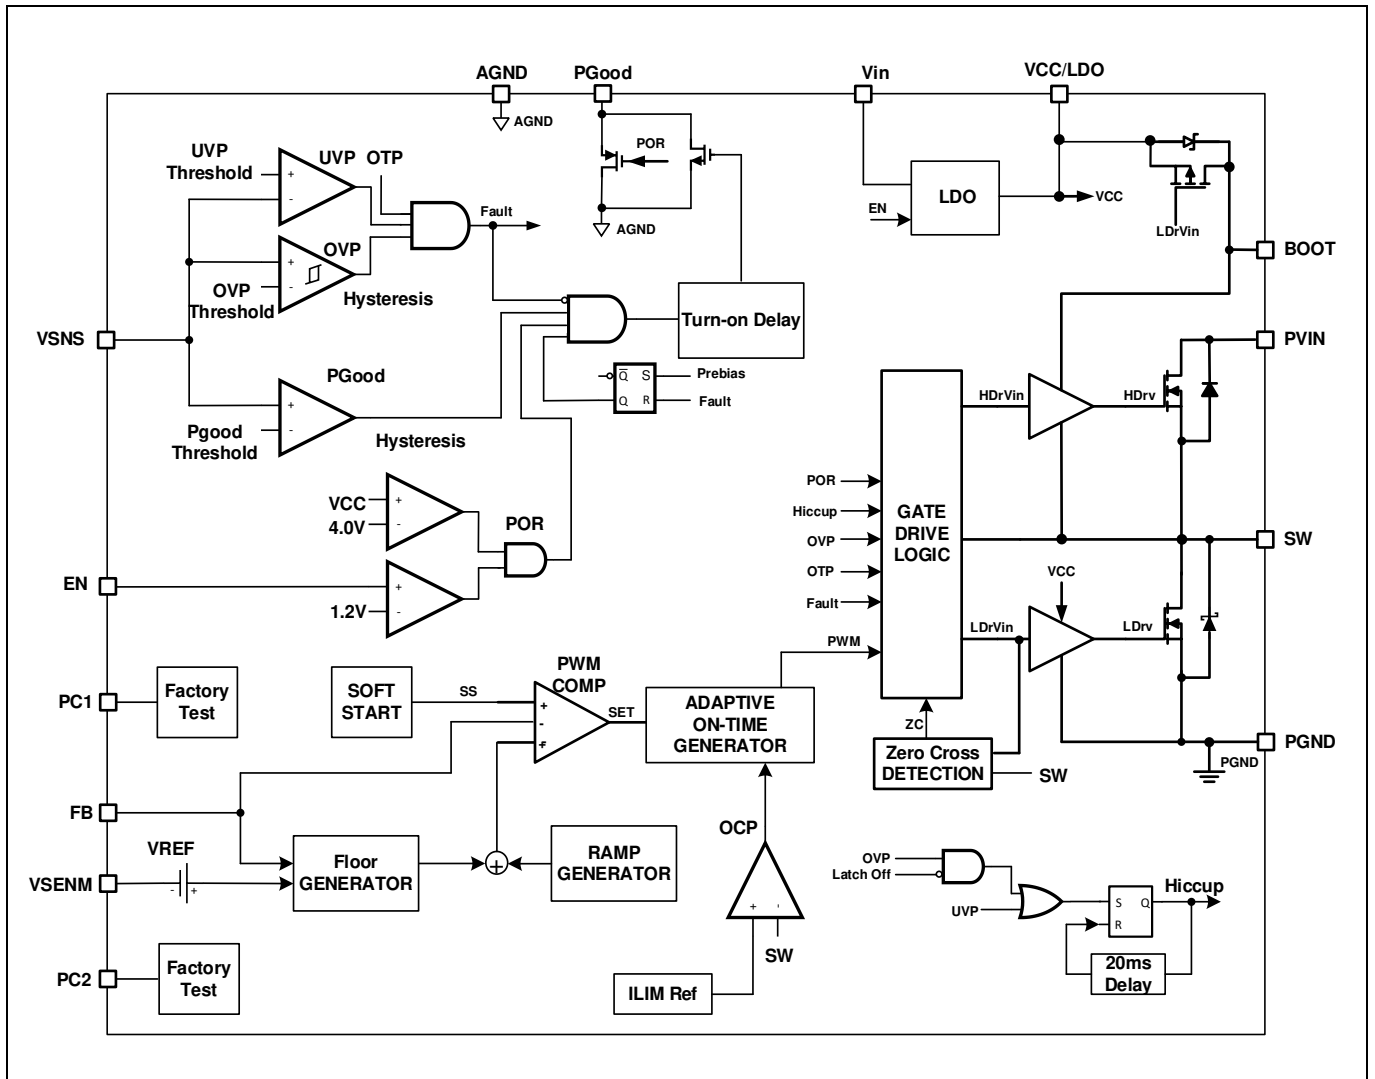 AGND
PGood
Vin
VCC/LDO
AGND
UVP
Threshold
+
-
UVP
OTP
Fault
POR
AGND
LDO
EN
VCC
LDrVin
BOOT
OVP
+
-
OVP
Threshold
Hysteresis
VSNS
Turn-on Delay
PVIN
PGood
+
-
Pgood
Threshold
Hysteresis
Q
S
Prebias
Q
R
Fault
HDrVin
HDrv
VCC
4.0V
+
-
POR
EN
1.2V
+
-
POR
Hiccup
OVP
OTP
Fault
PWM
GATE
DRIVE
LOGIC
SW
VCC
LDrVin
LDrv
PC1
Factory
Test
SOFT
START
SS
PWM
COMP
+
-
+
SET
ADAPTIVE
ON-TIME
GENERATOR
ZC
Zero Cross
DETECTION
SW
PGND
PGND
FB
VREF
VSENM
-
+
Floor
GENERATOR
+
RAMP
GENERATOR
OCP
+
-
SW
ILIM Ref
OVP
Latch Off
UVP
S
Q
R
Hiccup
20ms
Delay
PC2
Factory
Test